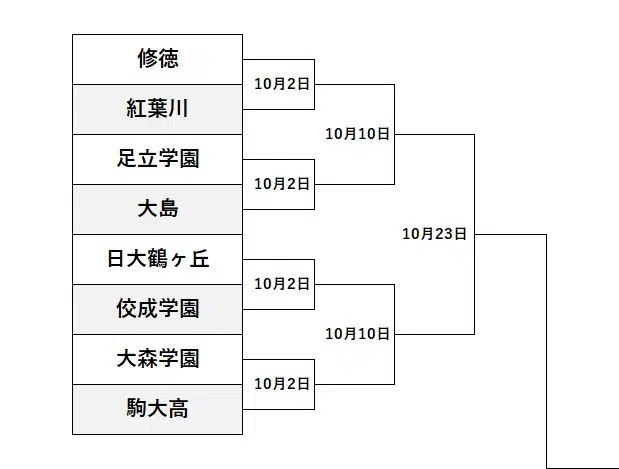 修徳
10月2日
紅葉川
10月10日
足立学園
10月2日
大島
10月23日
日大鶴ヶ丘
10月2日
佼成学園
10月10日
大森学園
10月2日
駒大高